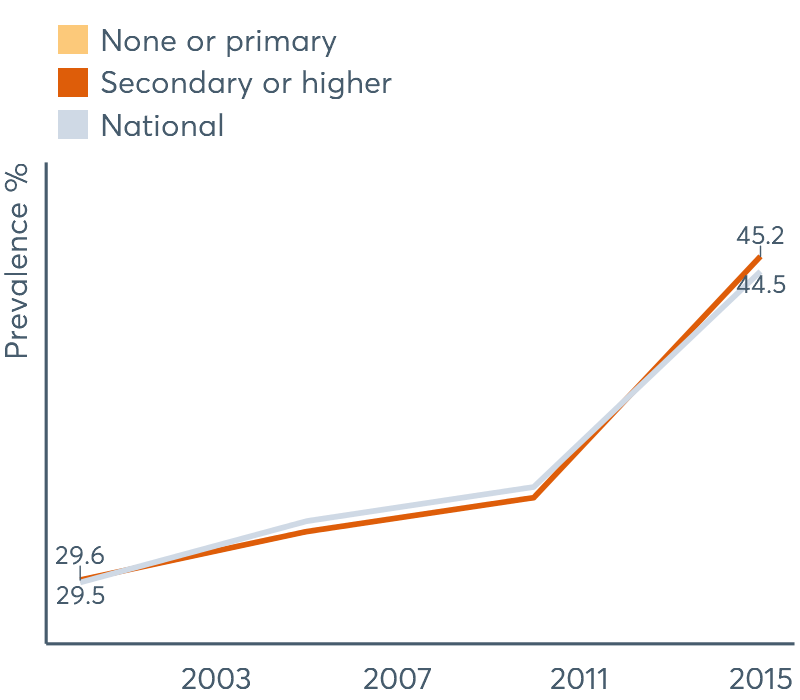 None or primary
Secondary or higher
National
Prevalence %
45.2
44.5
29.6
29.5
2003 2007 2011 2015